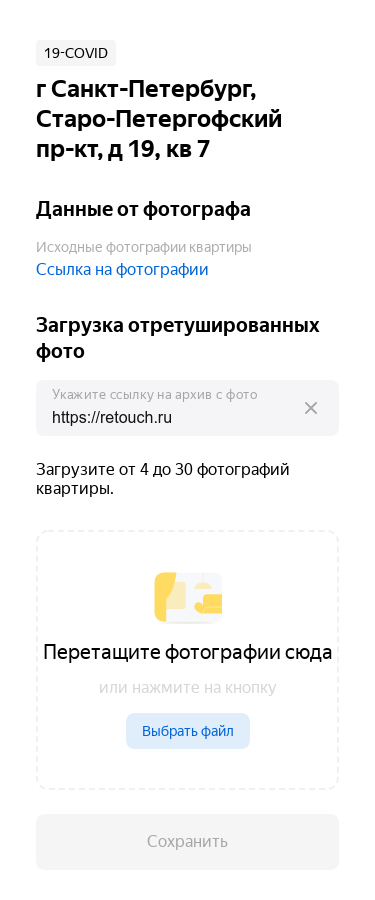 19-COVID
г Санкт-Петербург,
Старо-Петергофский
пр-кт, д 19, кв 7
Данные от фотографа
Исходные фотографии квартиры
Ссылка на фотографии
Загрузка отретушированных
фото
Укажите ссылку на архив с фото
https://retouch.ru
Загрузите от 4 до 30 фотографий
квартиры.
Перетащите фотографии сюда
или нажмите на кнопку
Выбрать файл
Сохранить